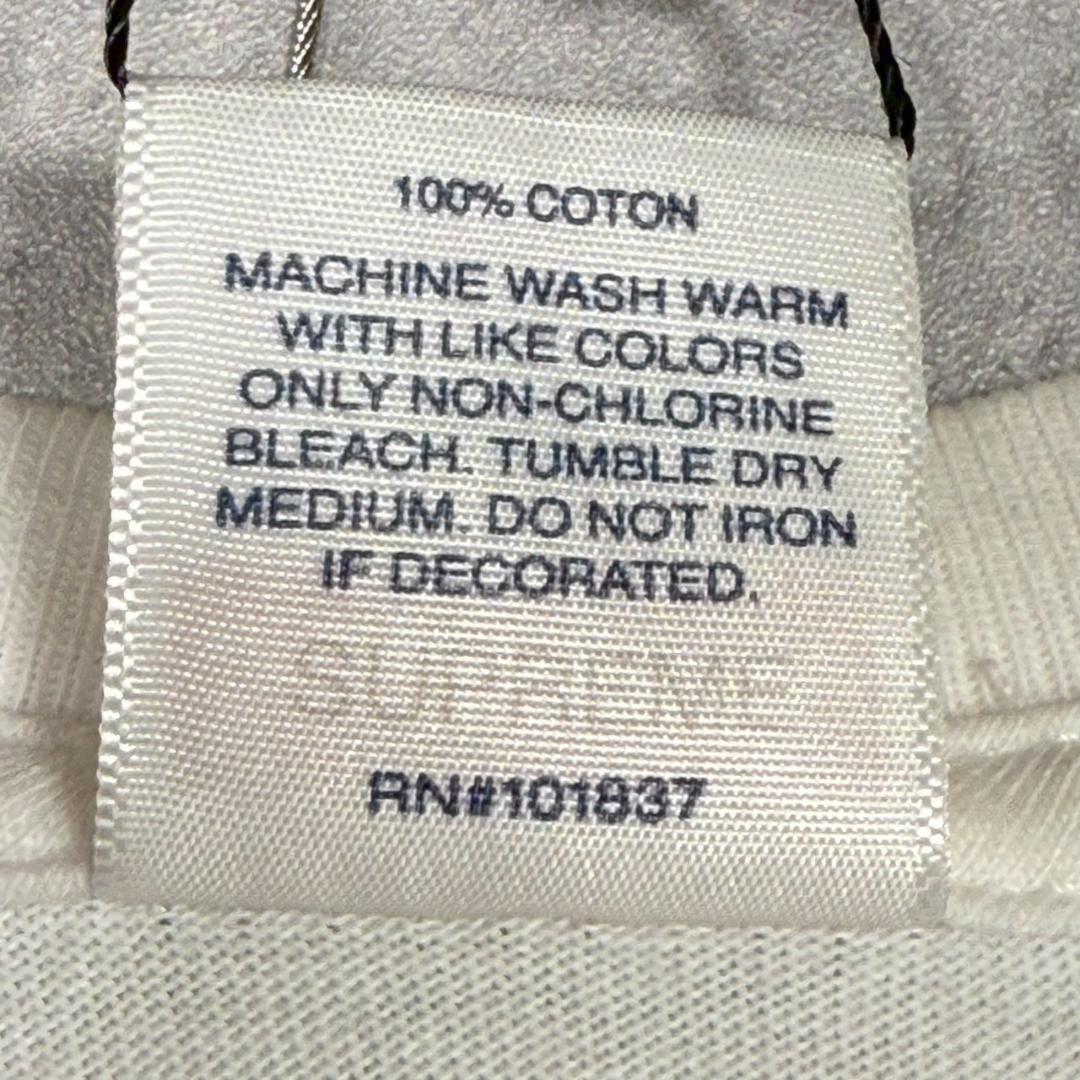 100% COTON
MACHINE WASH WARM
WITH LIKE COLORS
ONLY NON-CHLORINE
BLEACH. TUMBLE DRY
MEDIUM. DO NOT IRON
IF DECORATED.
SUPREME
RN#101837